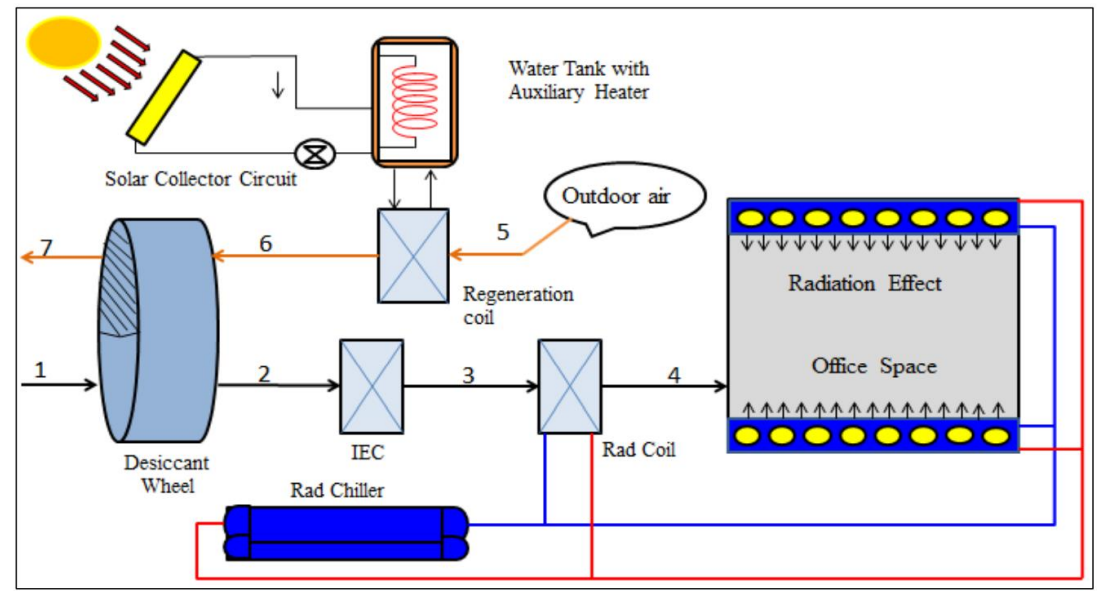 Water Tank with
Auxiliary Heater
Solar Collector Circuit
Outdoor air
7
6
5
Radiation Effect
Regeneration
coil
1
2
3
4
Office Space
IEC
Rad Coil
Desiccant
Wheel
Rad Chiller